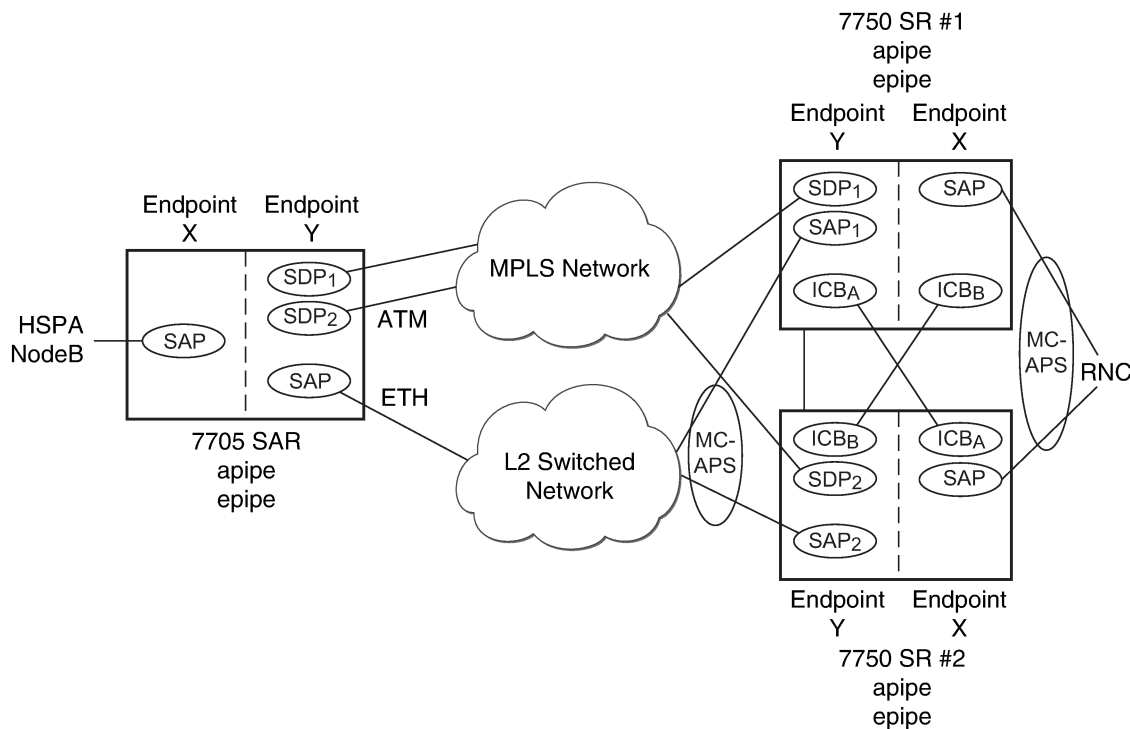 7750 SR #1
apipe
epipe
Endpoint Y
Endpoint X
SDP1
SAP
SAP1
ICBA
ICBB
Endpoint X
Endpoint Y
SDP1
SDP2
SAP
SAP
HSPA
NodeB
ATM
ETH
7705 SAR
apipe
epipe
MPLS Network
L2 Switched
Network
MC-
APS
MC-
APS
RNC
ICBB
ICBA
SDP2
SAP
SAP2
Endpoint Y
Endpoint X
7750 SR #2
apipe
epipe